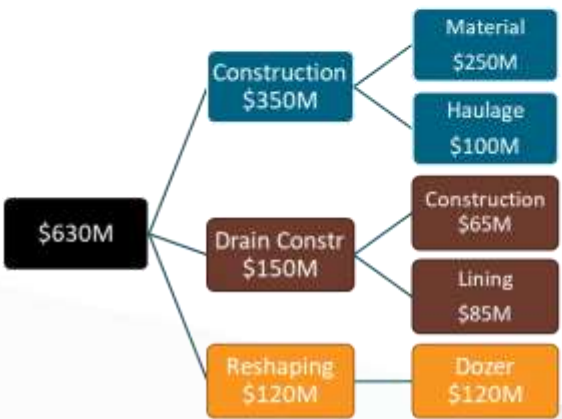 $630M
Construction
$350M
Material
$250M
Haulage
$100M
Drain Constr
$150M
Construction
$65M
Lining
$85M
Reshaping
$120M
Dozer
$120M